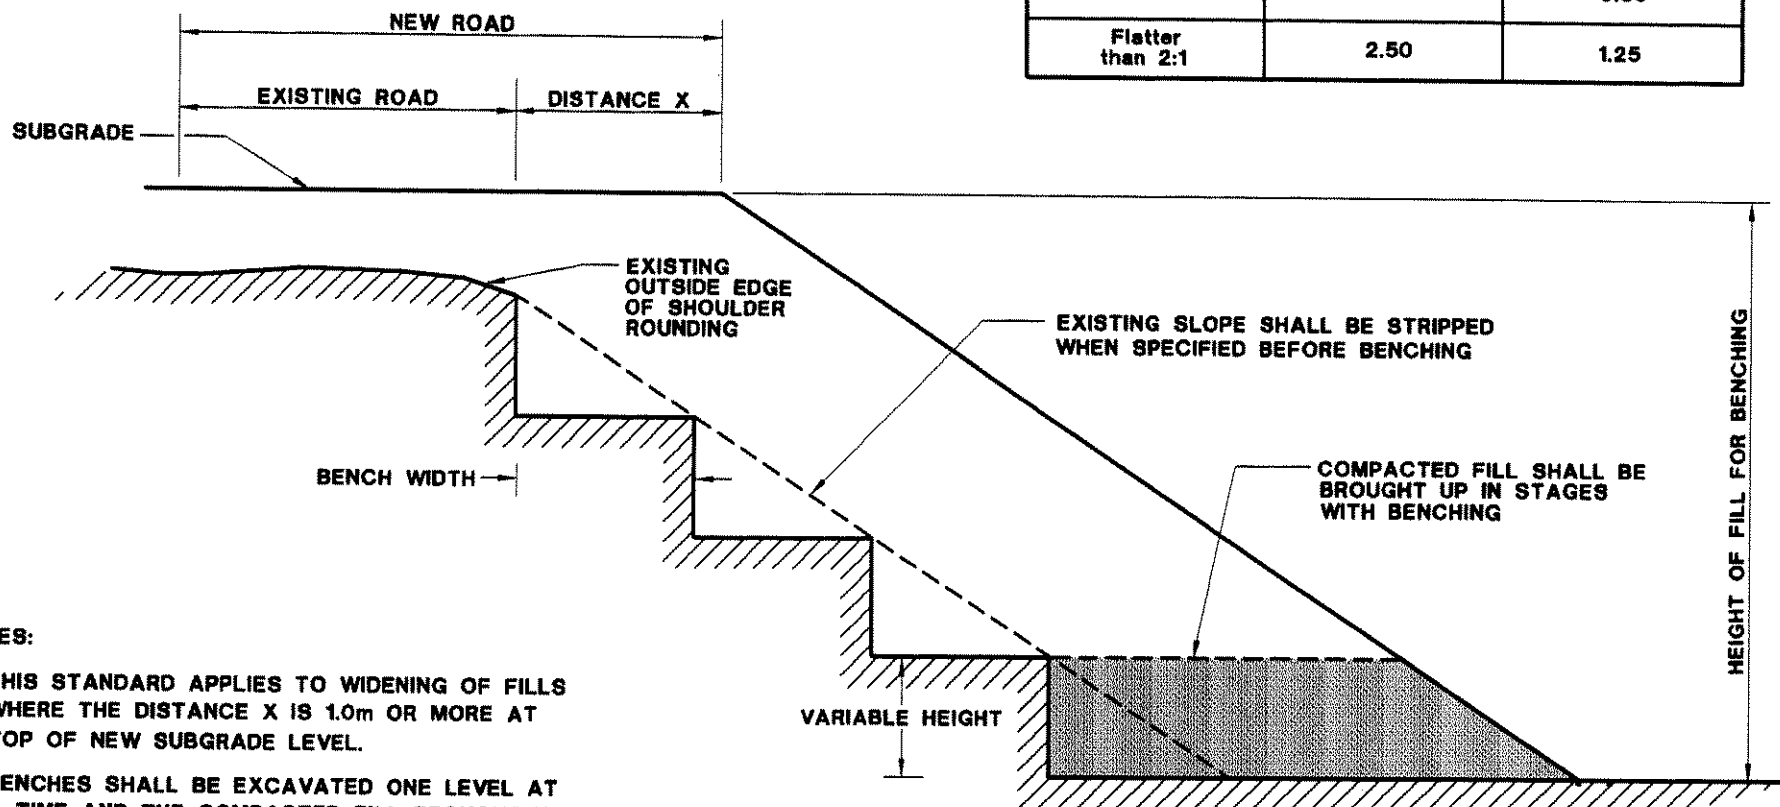 NEW ROAD
Flatter
than 2:1
2.50
1.25
EXISTING ROAD
DISTANCE X
SUBGRADE
EXISTING
OUTSIDE EDGE
OF SHOULDER
ROUNDING
EXISTING SLOPE SHALL BE STRIPPED
WHEN SPECIFIED BEFORE BENCHING
HEIGHT OF FILL FOR BENCHING
BENCH WIDTH
COMPACTED FILL SHALL BE
BROUGHT UP IN STAGES
WITH BENCHING
VARIABLE HEIGHT
ES:
HIS STANDARD APPLIES TO WIDENING OF FILLS
WHERE THE DISTANCE X IS 1.0m OR MORE AT
TOP OF NEW SUBGRADE LEVEL.
ENCHES SHALL BE EXCAVATED ONE LEVEL AT